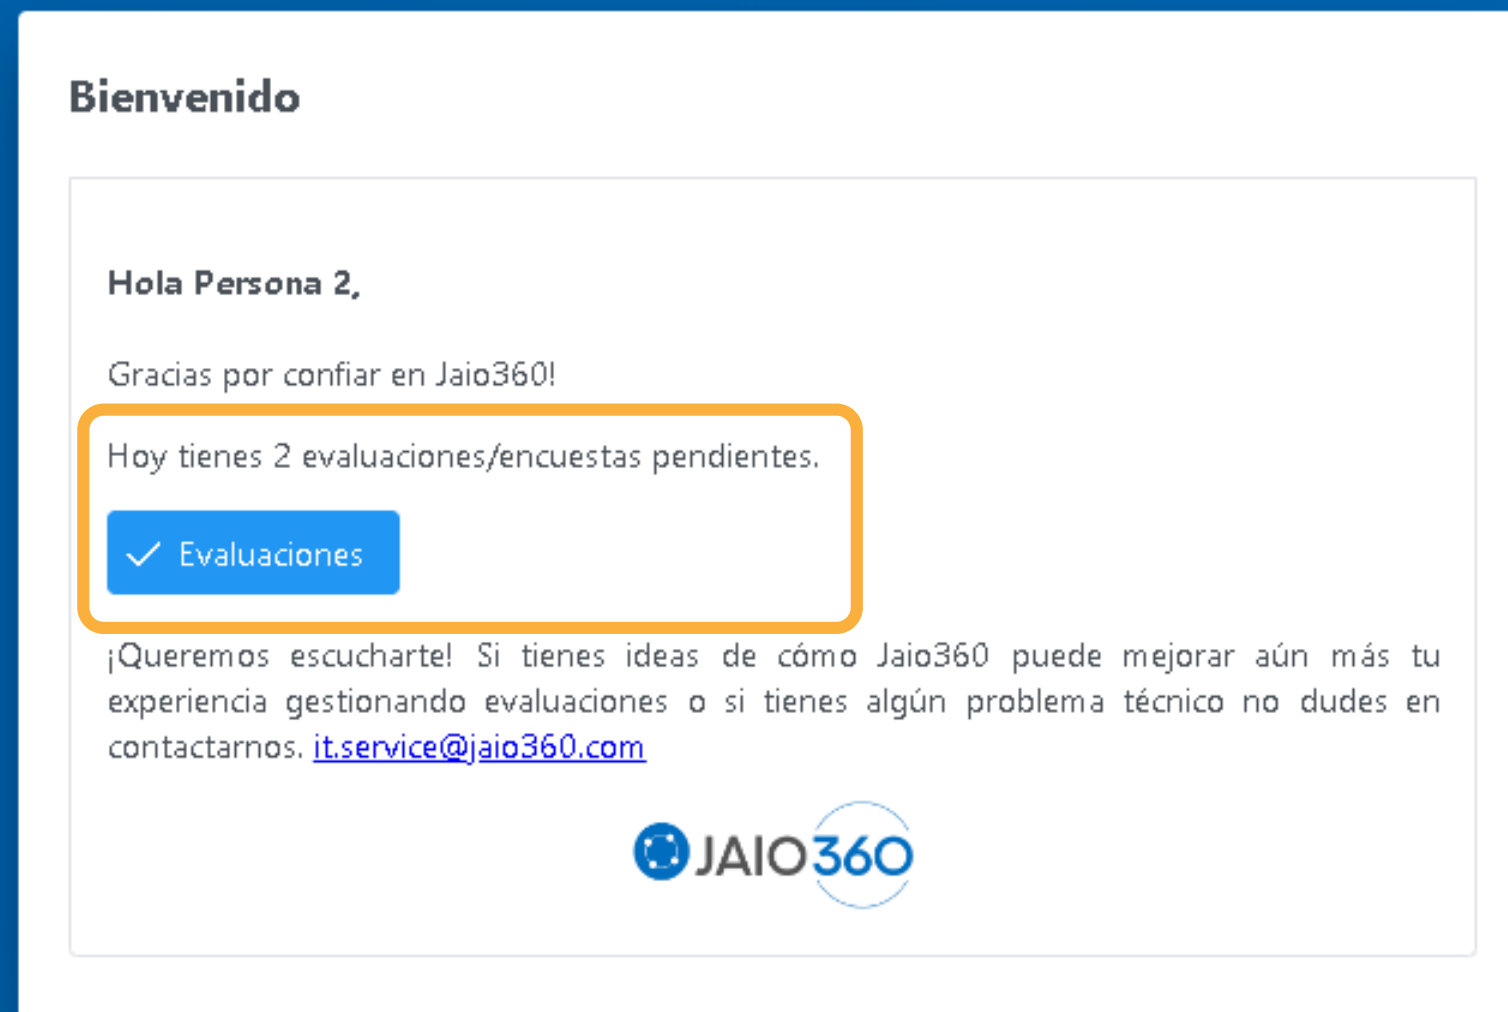 Bienvenido
Hola Persona 2,
Gracias por confiar en Jaio360!
Hoy tienes 2 evaluaciones/encuestas pendientes.
Evaluaciones
¡Queremos escucharte! Si tienes ideas de cómo Jaio360 puede mejorar aún más tu
experiencia gestionando evaluaciones o si tienes algún problema técnico no dudes en
contactarnos. it.service@jaio360.com
JAIO360